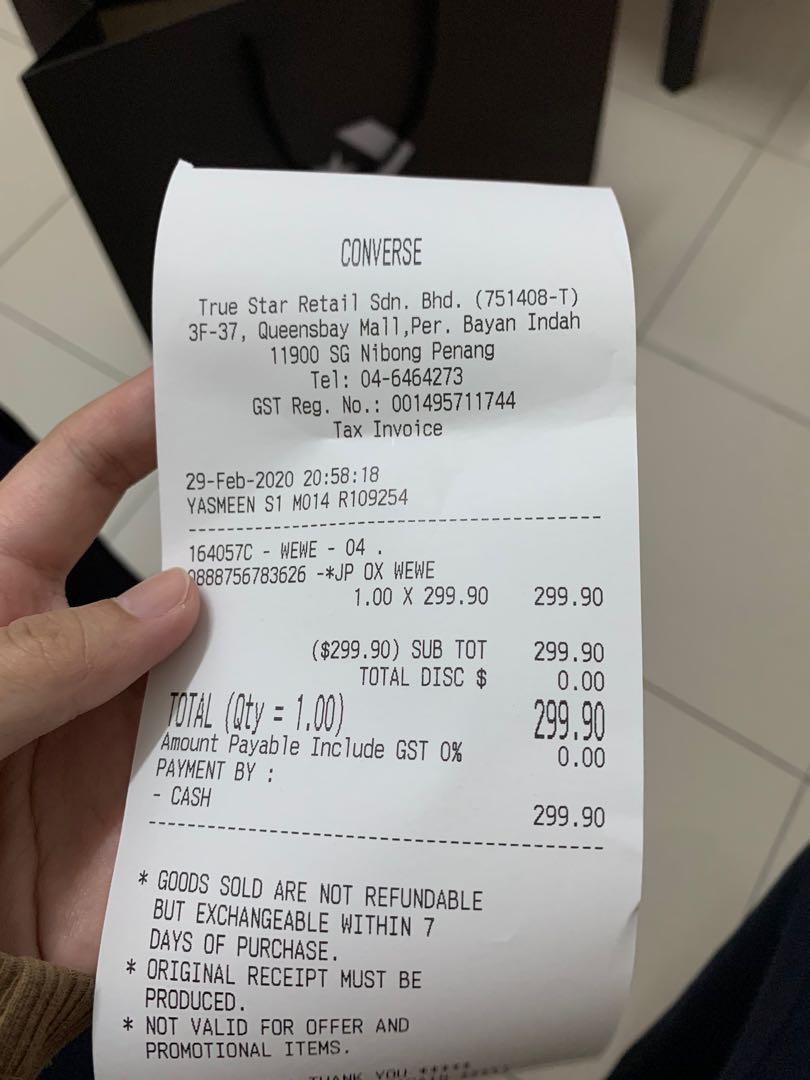 CONVERSE
True Star Retail Sdn. Bhd. (751408-T)
3F-37, Queensbay Mall,Per. Bayan Indah
11900 SG Nibong Penang
Tel: 04-6464273
GST Reg. No.: 001495711744
Tax Invoice
29-Feb-2020 20:58:18
YASMEEN S1 M014 R109254
164057C - WEWE - 04 .
0888756783626 -*JP OX WEWE
1.00 X 299.90 299.90
($299.90) SUB TOT 299.90
TOTAL DISC $ 0.00
TOTAL (Qty = 1.00) 299.90
Amount Payable Include GST 0% 0.00
PAYMENT BY :
- CASH 299.90
* GOODS SOLD ARE NOT REFUNDABLE
BUT EXCHANGEABLE WITHIN 7
DAYS OF PURCHASE.
* ORIGINAL RECEIPT MUST BE
PRODUCED.
* NOT VALID FOR OFFER AND
PROMOTIONAL ITEMS.
THANK YOU *****